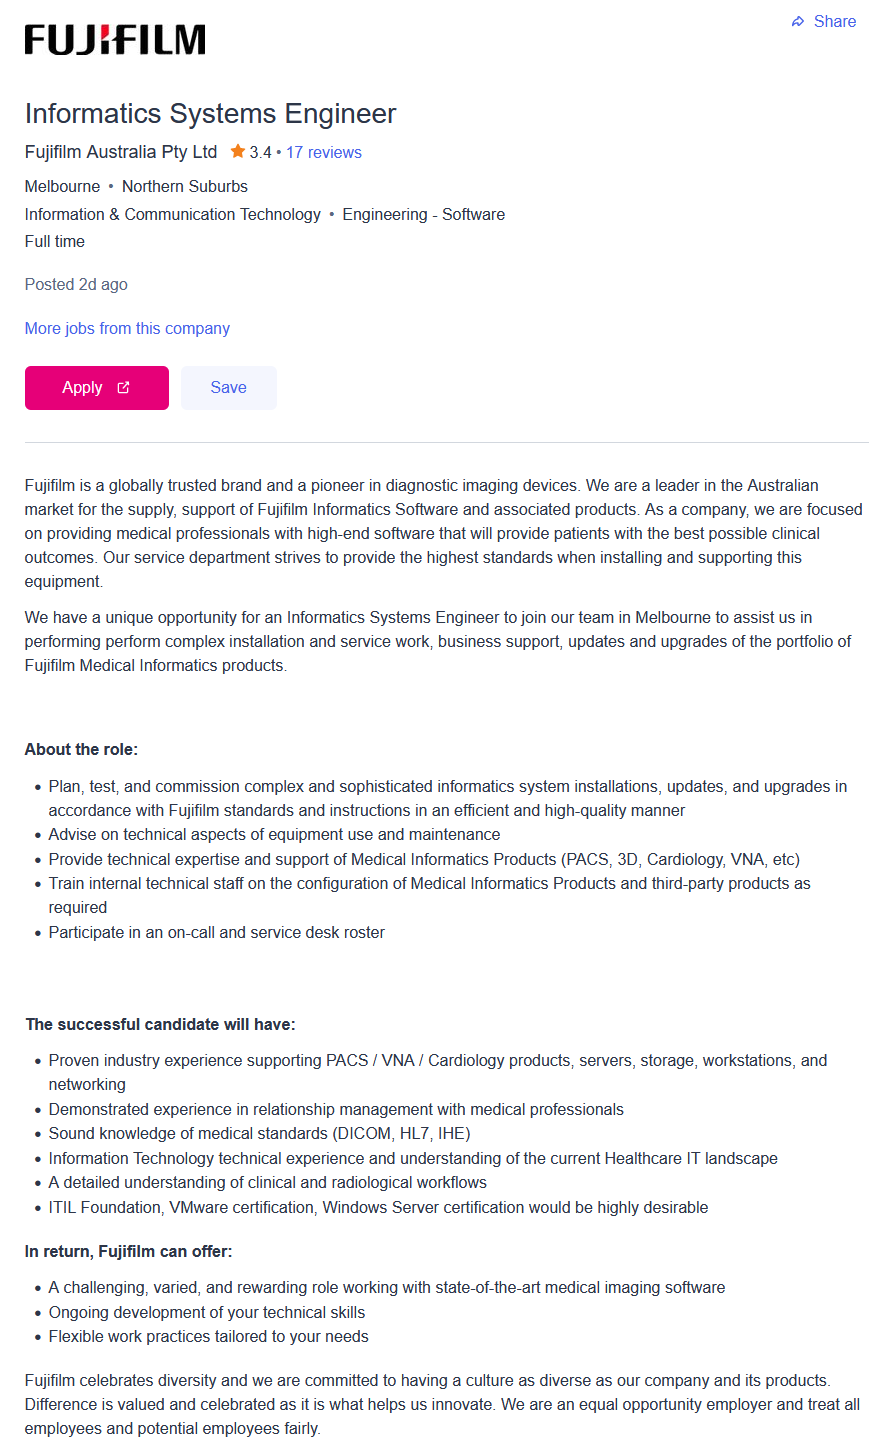 Share
FUJIFILM
Informatics Systems Engineer
Fujifilm Australia Pty Ltd 3.4 • 17 reviews
Melbourne • Northern Suburbs
Information & Communication Technology • Engineering - Software
Full time
Posted 2d ago
More jobs from this company
Apply Save
Fujifilm is a globally trusted brand and a pioneer in diagnostic imaging devices. We are a leader in the Australian
market for the supply, support of Fujifilm Informatics Software and associated products. As a company, we are focused
on providing medical professionals with high-end software that will provide patients with the best possible clinical
outcomes. Our service department strives to provide the highest standards when installing and supporting this
equipment.
We have a unique opportunity for an Informatics Systems Engineer to join our team in Melbourne to assist us in
performing perform complex installation and service work, business support, updates and upgrades of the portfolio of
Fujifilm Medical Informatics products.
About the role:
• Plan, test, and commission complex and sophisticated informatics system installations, updates, and upgrades in
accordance with Fujifilm standards and instructions in an efficient and high-quality manner
• Advise on technical aspects of equipment use and maintenance
• Provide technical expertise and support of Medical Informatics Products (PACS, 3D, Cardiology, VNA, etc)
• Train internal technical staff on the configuration of Medical Informatics Products and third-party products as
required
• Participate in an on-call and service desk roster
The successful candidate will have:
• Proven industry experience supporting PACS / VNA / Cardiology products, servers, storage, workstations, and
networking
• Demonstrated experience in relationship management with medical professionals
• Sound knowledge of medical standards (DICOM, HL7, IHE)
• Information Technology technical experience and understanding of the current Healthcare IT landscape
• A detailed understanding of clinical and radiological workflows
• ITIL Foundation, VMware certification, Windows Server certification would be highly desirable
In return, Fujifilm can offer:
• A challenging, varied, and rewarding role working with state-of-the-art medical imaging software
• Ongoing development of your technical skills
• Flexible work practices tailored to your needs
Fujifilm celebrates diversity and we are committed to having a culture as diverse as our company and its products.
Difference is valued and celebrated as it is what helps us innovate. We are an equal opportunity employer and treat all
employees and potential employees fairly.